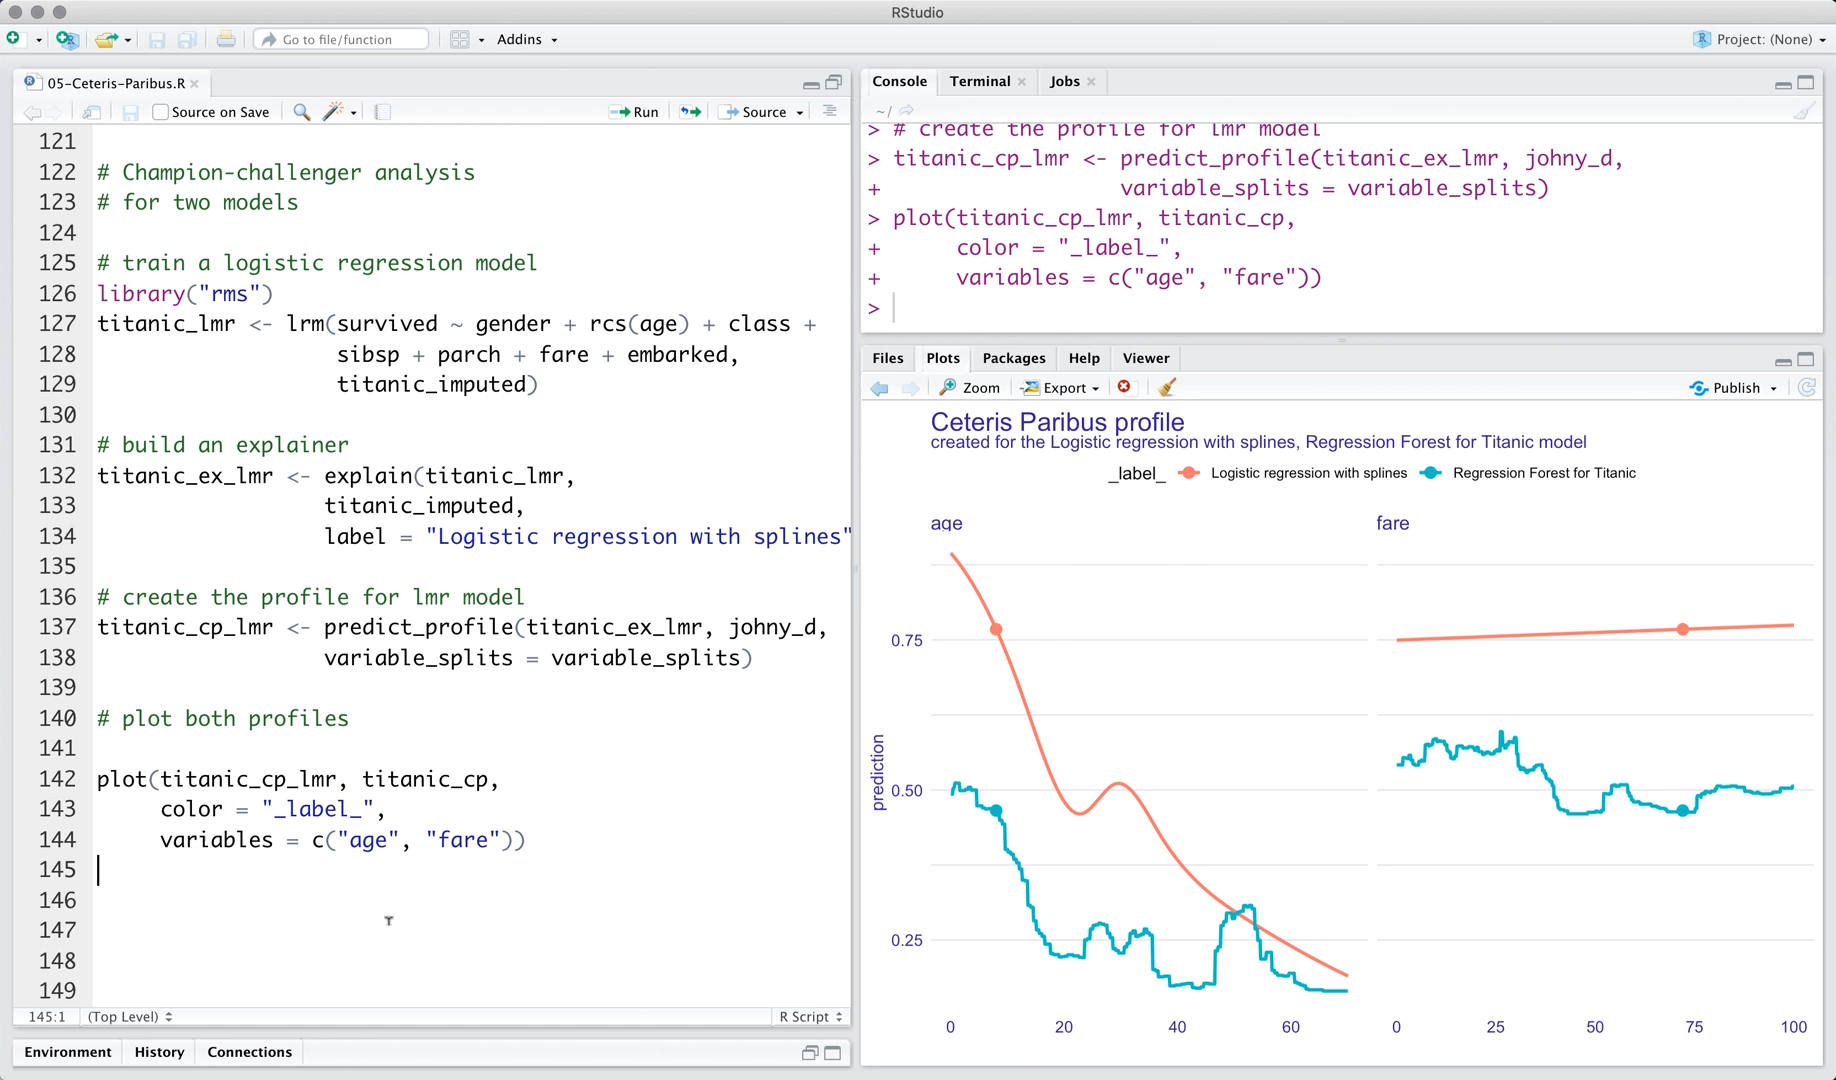 RStudio
Go to file/function
Addins
Project: (None)
05-Ceteris-Paribus.R
Source on Save
Run
Source
121
122 # Champion-challenger analysis
123 # for two models
124
125 # train a logistic regression model
126 library("rms")
127 titanic_lmr <- lrm(survived ~ gender + rcs(age) + class +
128 sibsp + parch + fare + embarked,
129 titanic_imputed)
130
131 # build an explainer
132 titanic_ex_lmr <- explain(titanic_lmr,
133 titanic_imputed,
134 label = "Logistic regression with splines"
135
136 # create the profile for lmr model
137 titanic_cp_lmr <- predict_profile(titanic_ex_lmr, johny_d,
138 variable_splits = variable_splits)
139
140 # plot both profiles
141
142 plot(titanic_cp_lmr, titanic_cp,
143 color = "_label_",
144 variables = c("age", "fare"))
145
146
147
148
149
145:1 (Top Level) R Script
Environment History Connections
Console Terminal Jobs
~/
> # create the profile for lmr model
> titanic_cp_lmr <- predict_profile(titanic_ex_lmr, johny_d,
+ variable_splits = variable_splits)
> plot(titanic_cp_lmr, titanic_cp,
+ color = "_label_",
+ variables = c("age", "fare"))
>
Files Plots Packages Help Viewer
Zoom Export Publish
Ceteris Paribus profile
created for the Logistic regression with splines, Regression Forest for Titanic model
_label_ Logistic regression with splines Regression Forest for Titanic
age fare
prediction
0.75
0.50
0.25
0 20 40 60 0 25 50 75 100